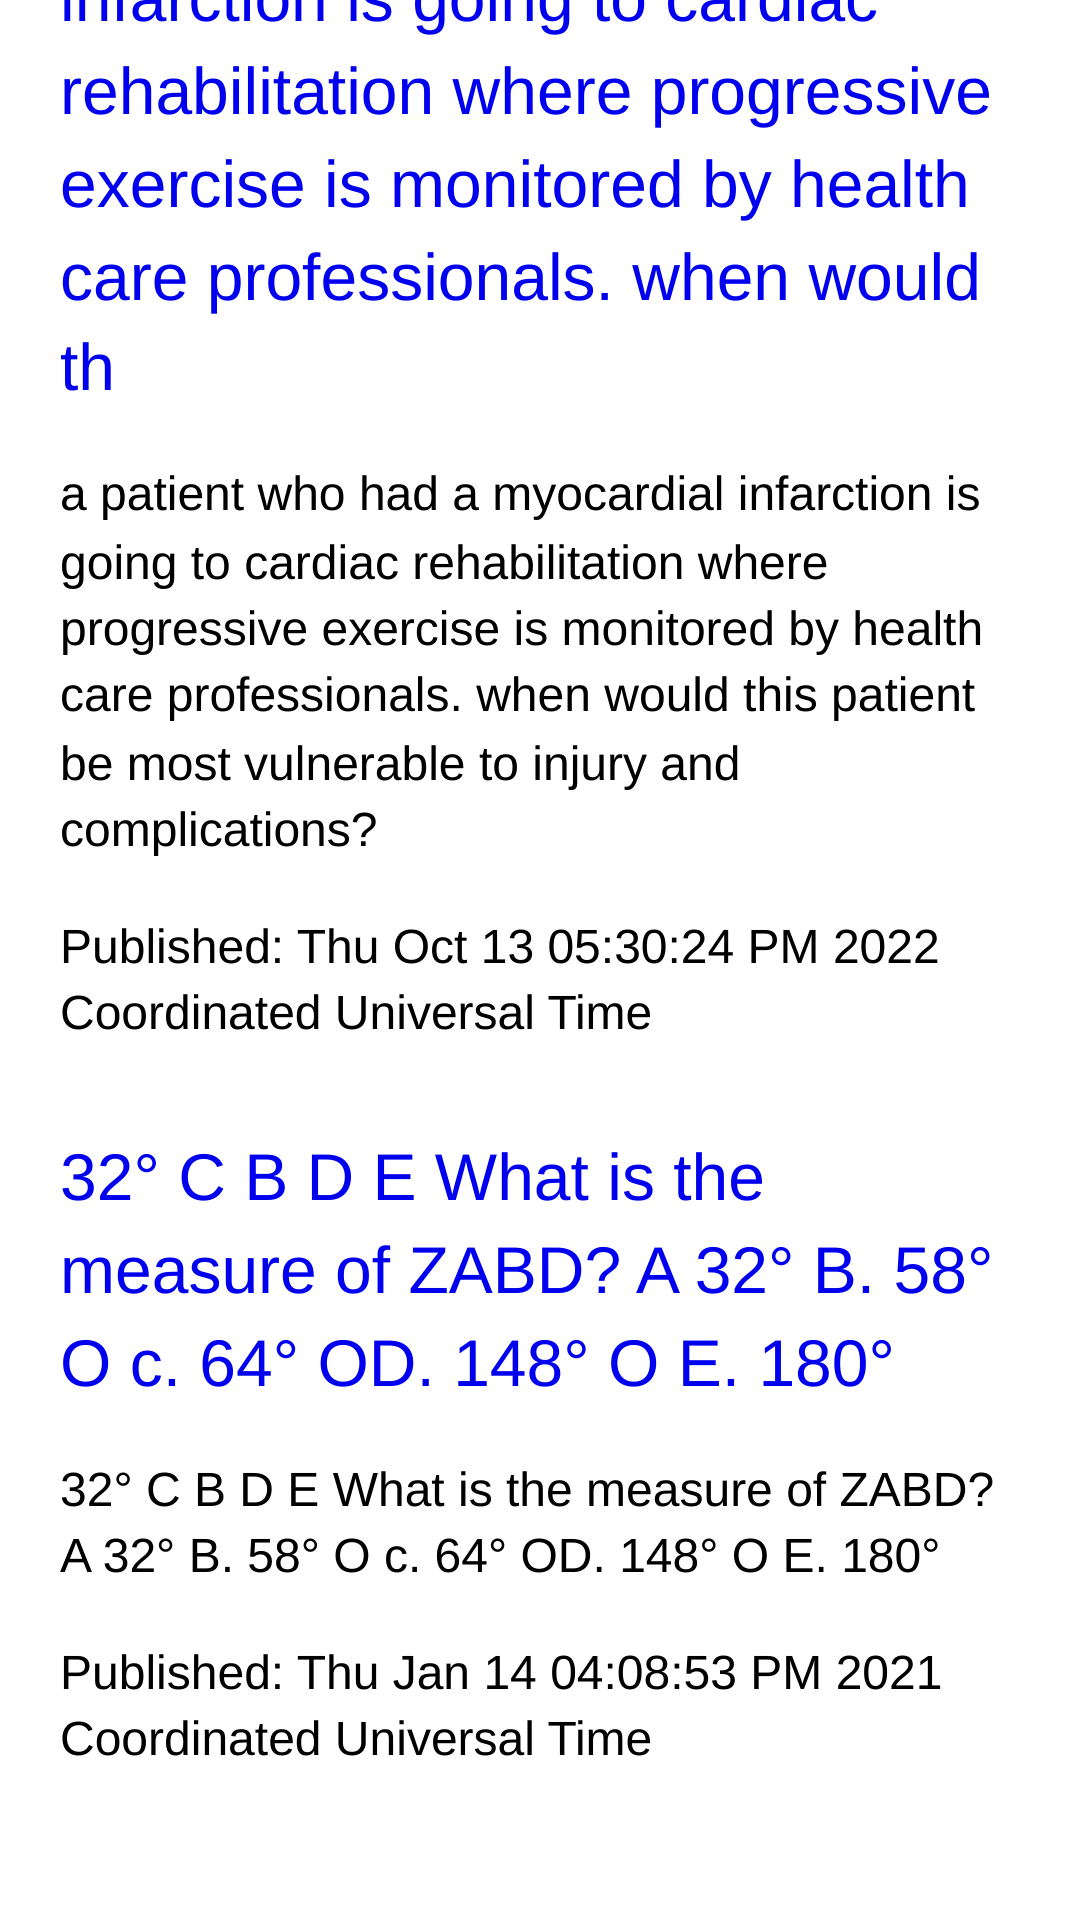 infarction is going to cardiac
rehabilitation where progressive
exercise is monitored by health
care professionals. when would
th
a patient who had a myocardial infarction is
going to cardiac rehabilitation where
progressive exercise is monitored by health
care professionals. when would this patient
be most vulnerable to injury and
complications?
Published: Thu Oct 13 05:30:24 PM 2022
Coordinated Universal Time
32° C B D E What is the
measure of ZABD? A 32° B. 58°
O c. 64° OD. 148° O E. 180°
32° C B D E What is the measure of ZABD?
A 32° B. 58° O c. 64° OD. 148° O E. 180°
Published: Thu Jan 14 04:08:53 PM 2021
Coordinated Universal Time